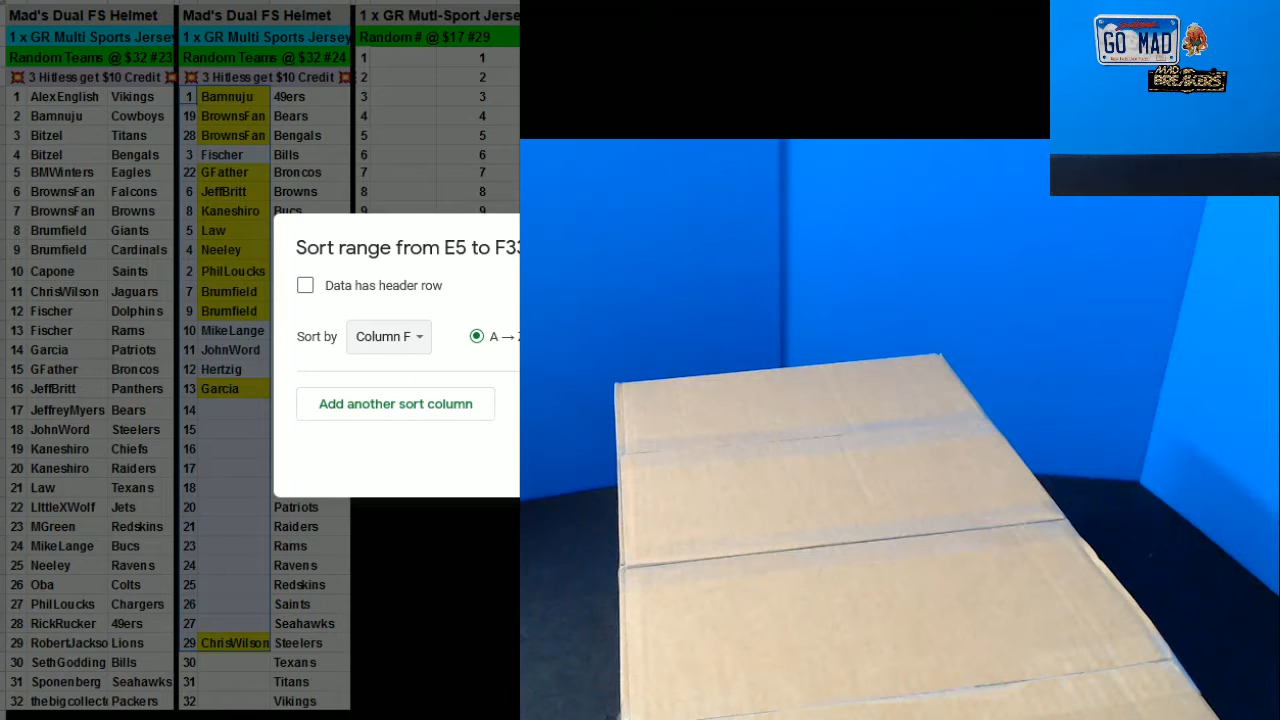 Mad's Dual FS Helmet
1 x GR Multi Sports Jersey
Random Teams @ $32 #23
3 Hitless get $10 Credit
1 AlexEnglish Vikings
2 Bamnuju Cowboys
3 Bitzel Titans
4 Bitzel Bengals
5 BMWinters Eagles
6 BrownsFan Falcons
7 BrownsFan Browns
8 Brumfield Giants
9 Brumfield Cardinals
10 Capone Saints
11 ChrisWilson Jaguars
12 Fischer Dolphins
13 Fischer Rams
14 Garcia Patriots
15 GFather Broncos
16 JeffBritt Panthers
17 JeffreyMyers Bears
18 JohnWord Steelers
19 Kaneshiro Chiefs
20 Kaneshiro Raiders
21 Law Texans
22 LIttleXWolf Jets
23 MGreen Redskins
24 MikeLange Bucs
25 Neeley Ravens
26 Oba Colts
27 PhilLoucks Chargers
28 RickRucker 49ers
29 RobertJackso Lions
30 SethGodding Bills
31 Sponenberg Seahawks
32 thebigcollect Packers
Mad's Dual FS Helmet
1 x GR Multi Sports Jersey
Random Teams @ $32 #24
3 Hitless get $10 Credit
1 Bamnuju 49ers
19 BrownsFan Bears
28 BrownsFan Bengals
3 Fischer Bills
22 GFather Broncos
6 JeffBritt Browns
8 Kaneshiro Bucs
5 Law
4 Neeley
2 PhilLoucks
7 Brumfield
9 Brumfield
10 MikeLange
11 JohnWord
12 Hertzig
13 Garcia
14
15
16
17
18
20 Patriots
21 Raiders
23 Rams
24 Ravens
25 Redskins
26 Saints
27 Seahawks
29 ChrisWilson Steelers
30 Texans
31 Titans
32 Vikings
1 x GR Mutl-Sport Jerse
Random # @ $17 #29
1 1
2 2
3 3
4 4
5 5
6 6
7 7
8 8
9 9
Sort range from E5 to F33
Data has header row
Sort by Column F A → Z
Add another sort column
GO MAD
MAD
BREAKERS